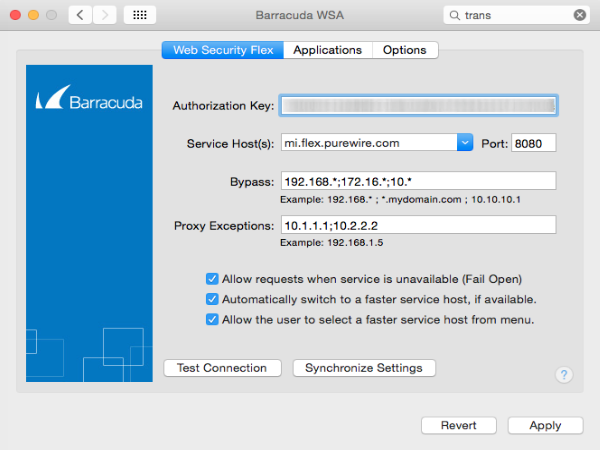 Barracuda WSA
trans
Web Security Flex Applications Options
Barracuda
Authorization Key:
Service Host(s): mi.flex.purewire.com Port: 8080
Bypass: 192.168.*;172.16.*;10.*
Example: 192.168.* ; *.mydomain.com ; 10.10.10.1
Proxy Exceptions: 10.1.1.1;10.2.2.2
Example: 192.168.1.5
Allow requests when service is unavailable (Fail Open)
Automatically switch to a faster service host, if available.
Allow the user to select a faster service host from menu.
Test Connection Synchronize Settings
?
Revert Apply